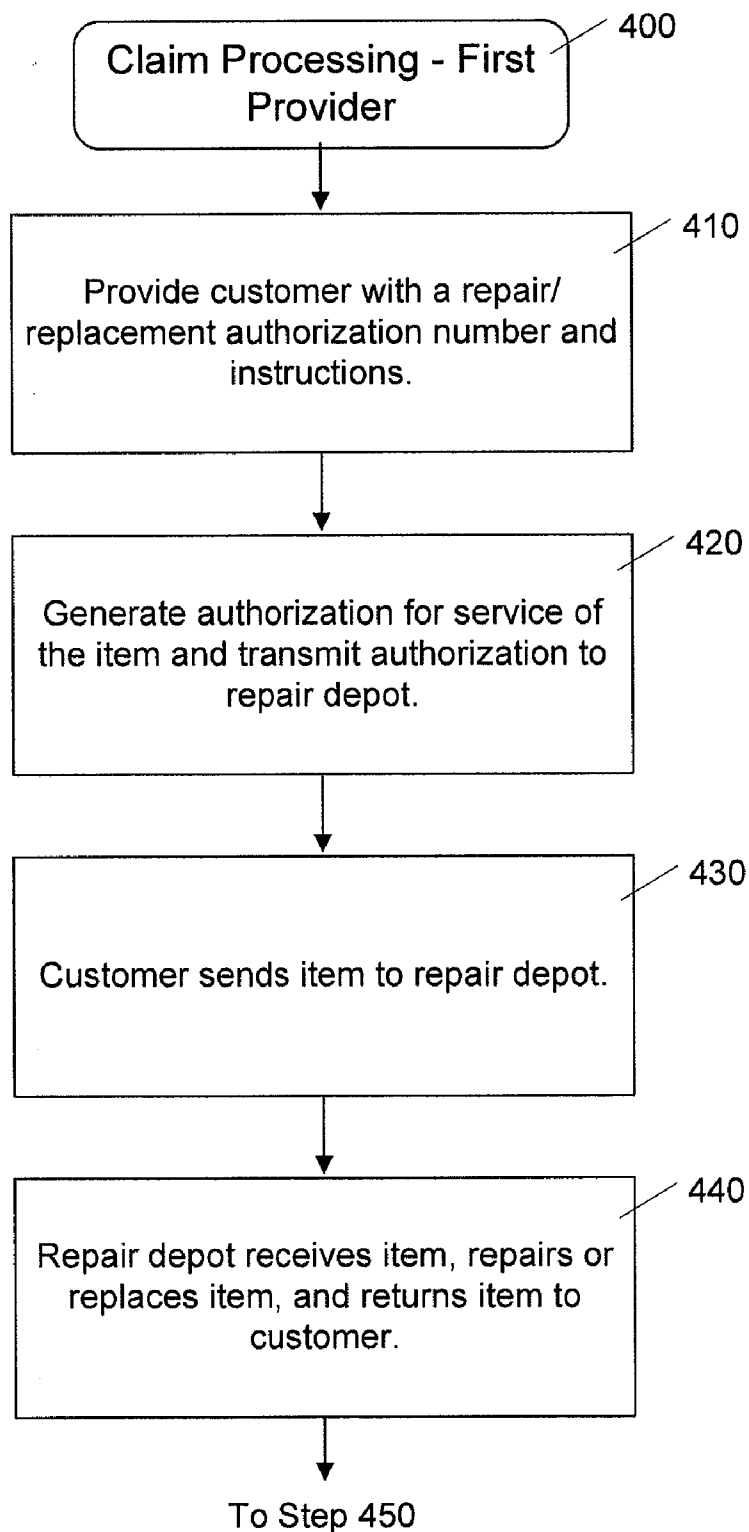 400
Claim Processing - First
Provider
410
Provide customer with a repair/
replacement authorization number and
instructions.
420
Generate authorization for service of
the item and transmit authorization to
repair depot.
430
Customer sends item to repair depot.
440
Repair depot receives item, repairs or
replaces item, and returns item to
customer.
To Step 450